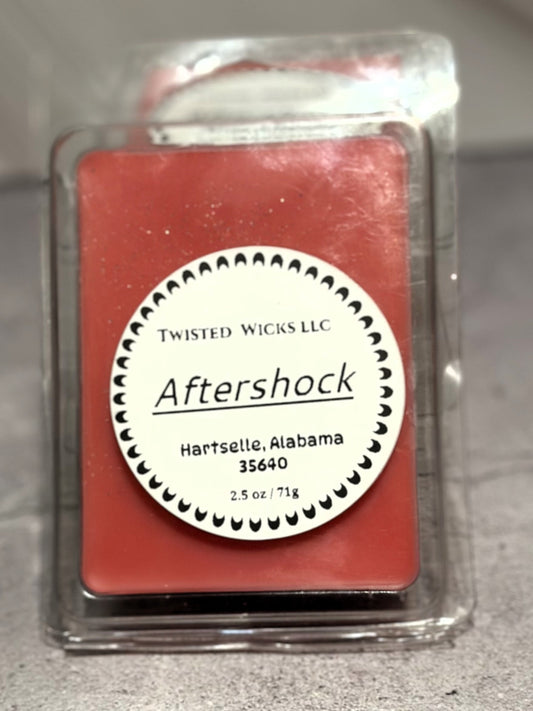 Twisted Wicks LLC
Aftershock
Hartselle, Alabama
35640
2.5 oz / 71g